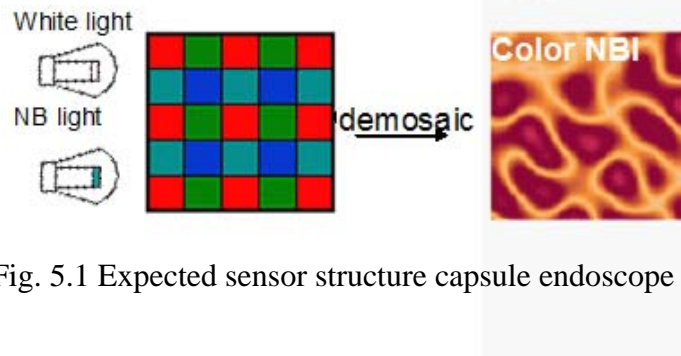 White light
Color NBI
NB light
demosaic
Fig. 5.1 Expected sensor structure capsule endoscope